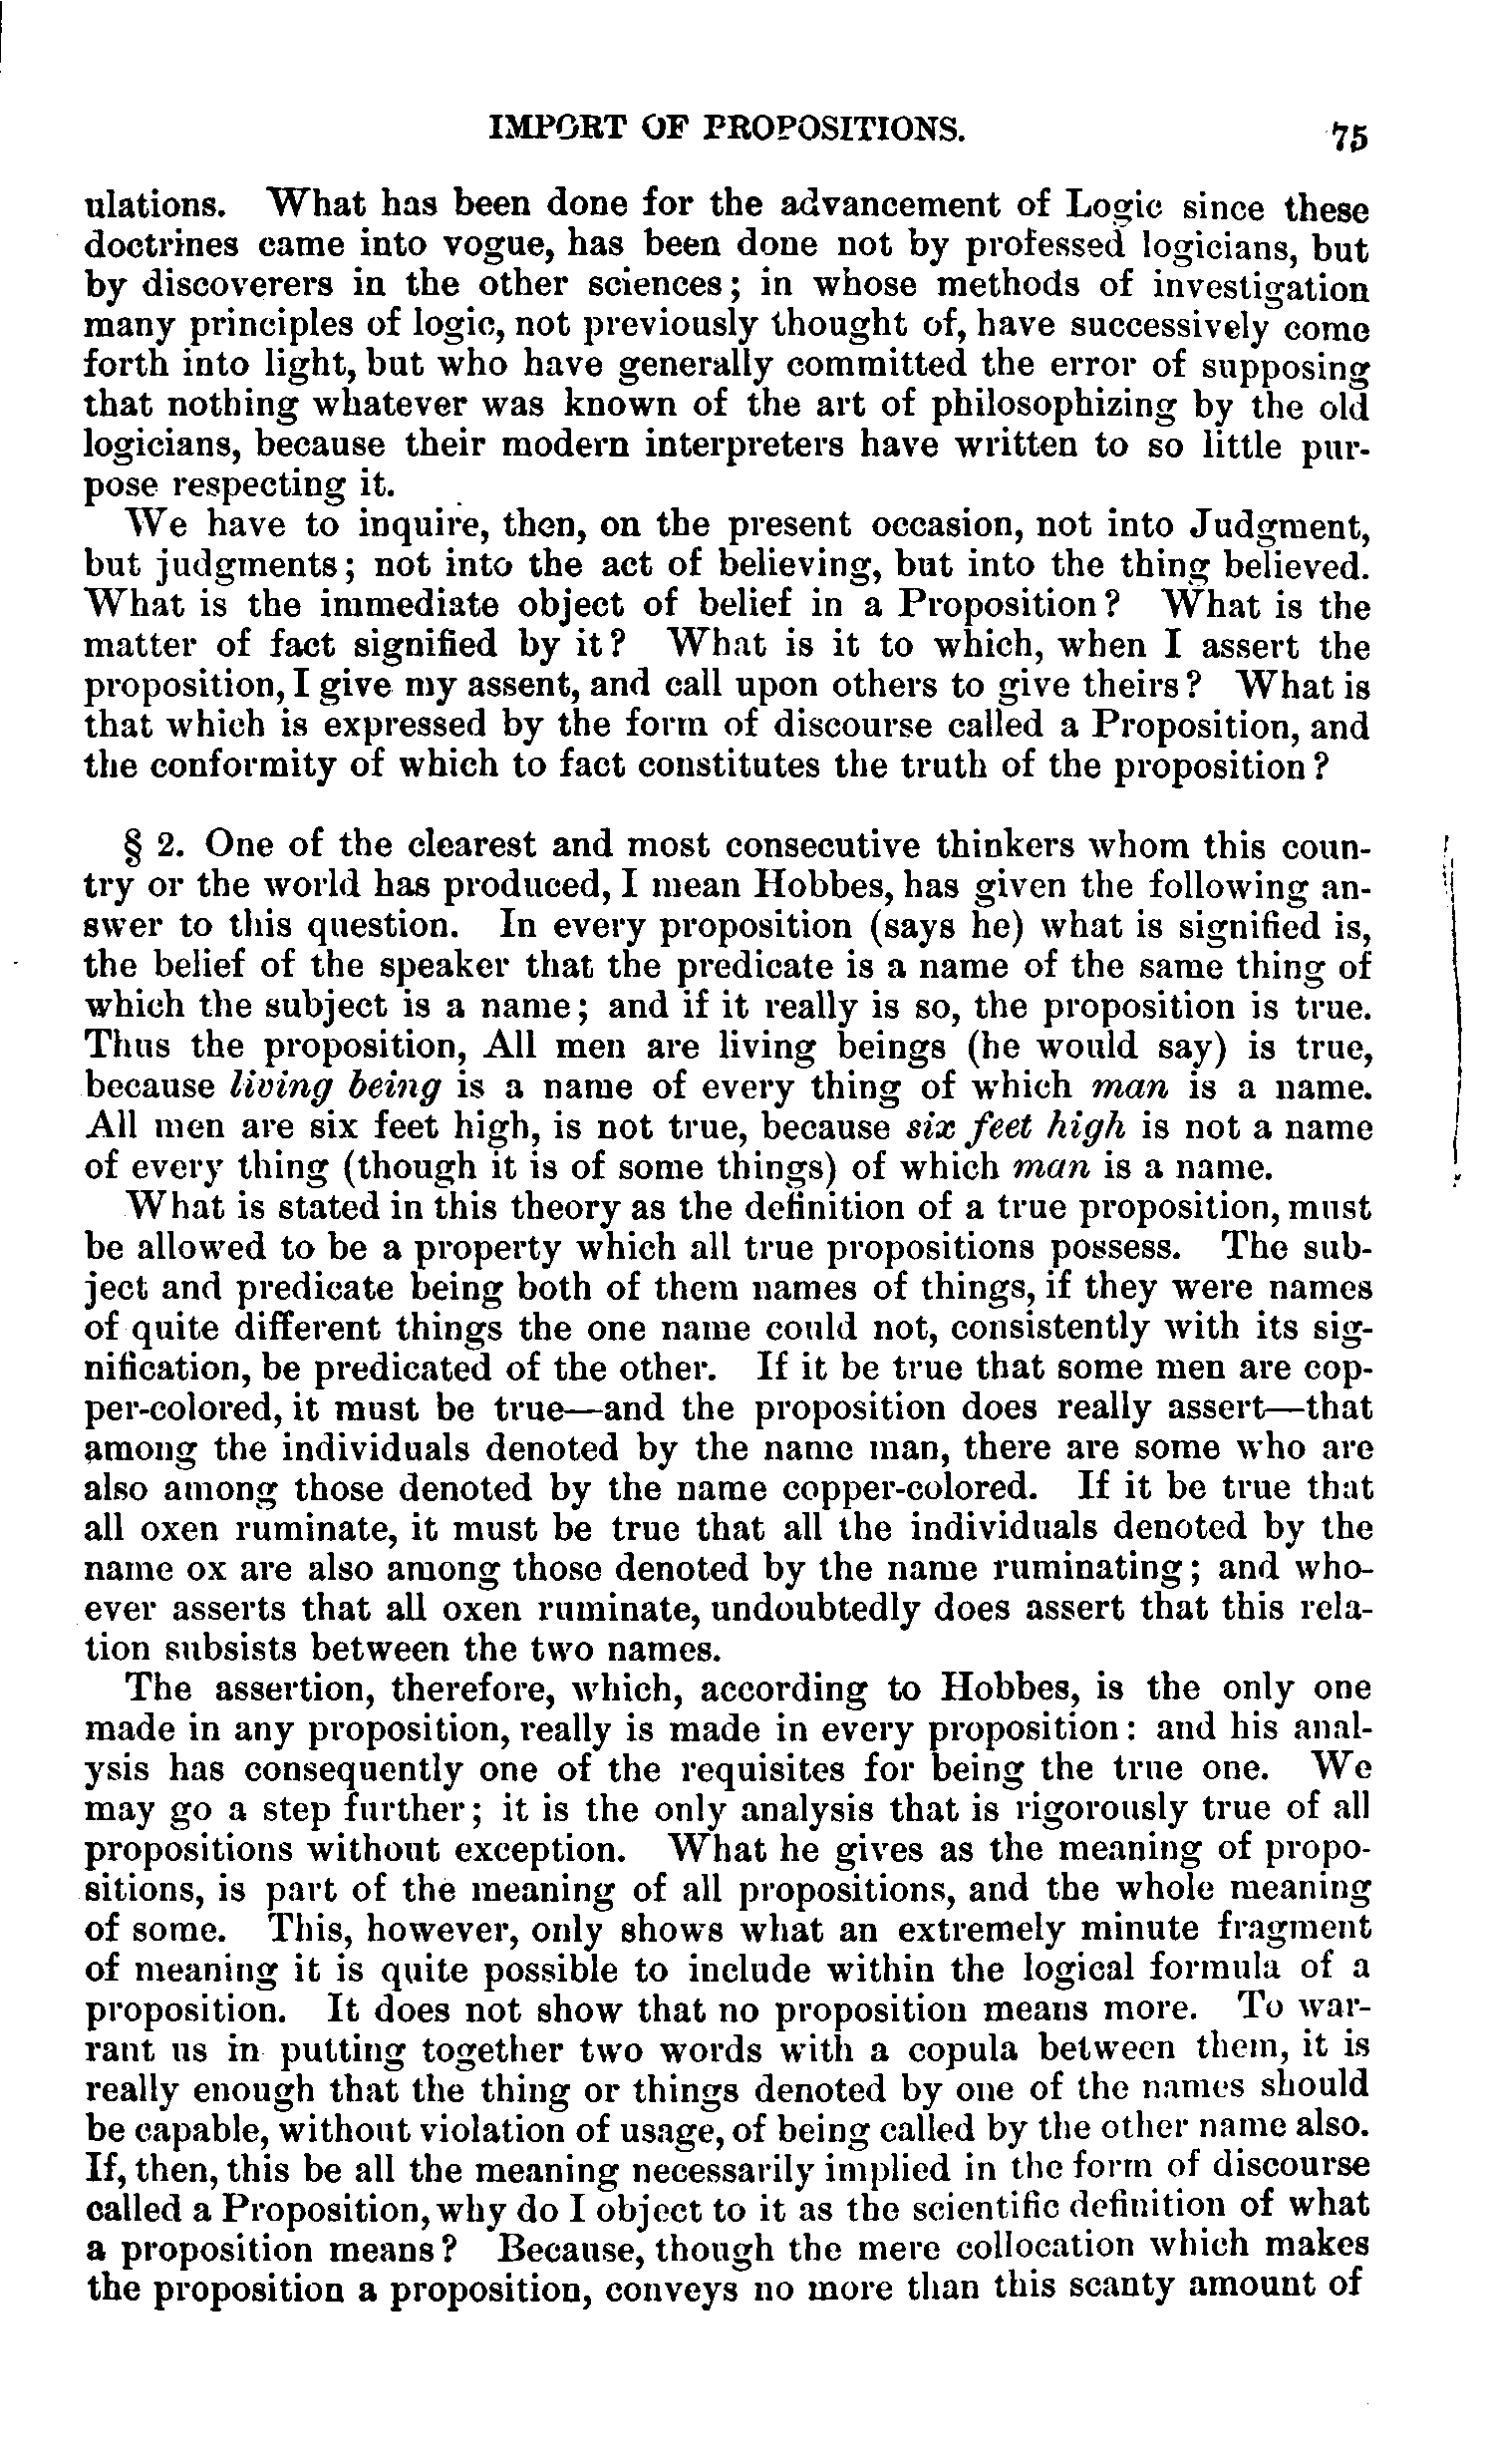 IMPORT OF PROPOSITIONS. 75
ulations. What has been done for the advancement of Logic since these
doctrines came into vogue, has been done not by professed logicians, but
by discoverers in the other sciences; in whose methods of investigation
many principles of logic, not previously thought of, have successively come
forth into light, but who have generally committed the error of supposing
that nothing whatever was known of the art of philosophizing by the old
logicians, because their modern interpreters have written to so little pur-
pose respecting it.
We have to inquire, then, on the present occasion, not into Judgment,
but judgments; not into the act of believing, but into the thing believed.
What is the immediate object of belief in a Proposition? What is the
matter of fact signified by it? What is it to which, when I assert the
proposition, I give my assent, and call upon others to give theirs? What is
that which is expressed by the form of discourse called a Proposition, and
the conformity of which to fact constitutes the truth of the proposition?
§ 2. One of the clearest and most consecutive thinkers whom this coun-
try or the world has produced, I mean Hobbes, has given the following an-
swer to this question. In every proposition (says he) what is signified is,
the belief of the speaker that the predicate is a name of the same thing of
which the subject is a name; and if it really is so, the proposition is true.
Thus the proposition, All men are living beings (he would say) is true,
because living being is a name of every thing of which man is a name.
All men are six feet high, is not true, because six feet high is not a name
of every thing (though it is of some things) of which man is a name.
What is stated in this theory as the definition of a true proposition, must
be allowed to be a property which all true propositions possess. The sub-
ject and predicate being both of them names of things, if they were names
of quite different things the one name could not, consistently with its sig-
nification, be predicated of the other. If it be true that some men are cop-
per-colored, it must be true—and the proposition does really assert—that
among the individuals denoted by the name man, there are some who are
also among those denoted by the name copper-colored. If it be true that
all oxen ruminate, it must be true that all the individuals denoted by the
name ox are also among those denoted by the name ruminating; and who-
ever asserts that all oxen ruminate, undoubtedly does assert that this rela-
tion subsists between the two names.
The assertion, therefore, which, according to Hobbes, is the only one
made in any proposition, really is made in every proposition: and his anal-
ysis has consequently one of the requisites for being the true one. We
may go a step further; it is the only analysis that is rigorously true of all
propositions without exception. What he gives as the meaning of propo-
sitions, is part of the meaning of all propositions, and the whole meaning
of some. This, however, only shows what an extremely minute fragment
of meaning it is quite possible to include within the logical formula of a
proposition. It does not show that no proposition means more. To war-
rant us in putting together two words with a copula between them, it is
really enough that the thing or things denoted by one of the names should
be capable, without violation of usage, of being called by the other name also.
If, then, this be all the meaning necessarily implied in the form of discourse
called a Proposition, why do I object to it as the scientific definition of what
a proposition means? Because, though the mere collocation which makes
the proposition a proposition, conveys no more than this scanty amount of